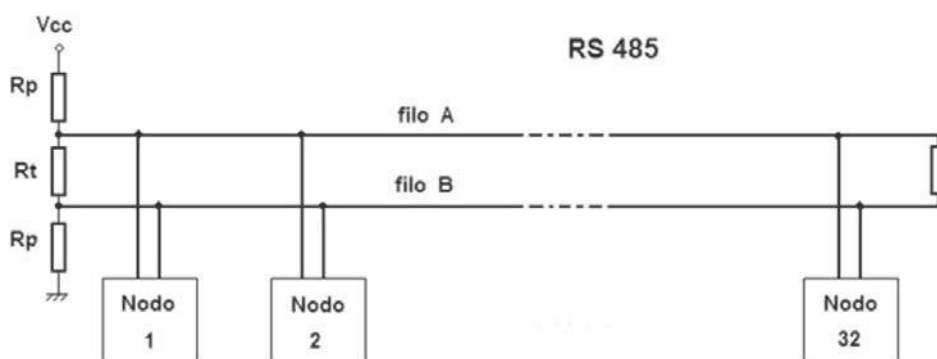 Vcc
RS 485
Rp
filo A
Rt
filo B
Rp
Nodo
1
Nodo
2
Nodo
32